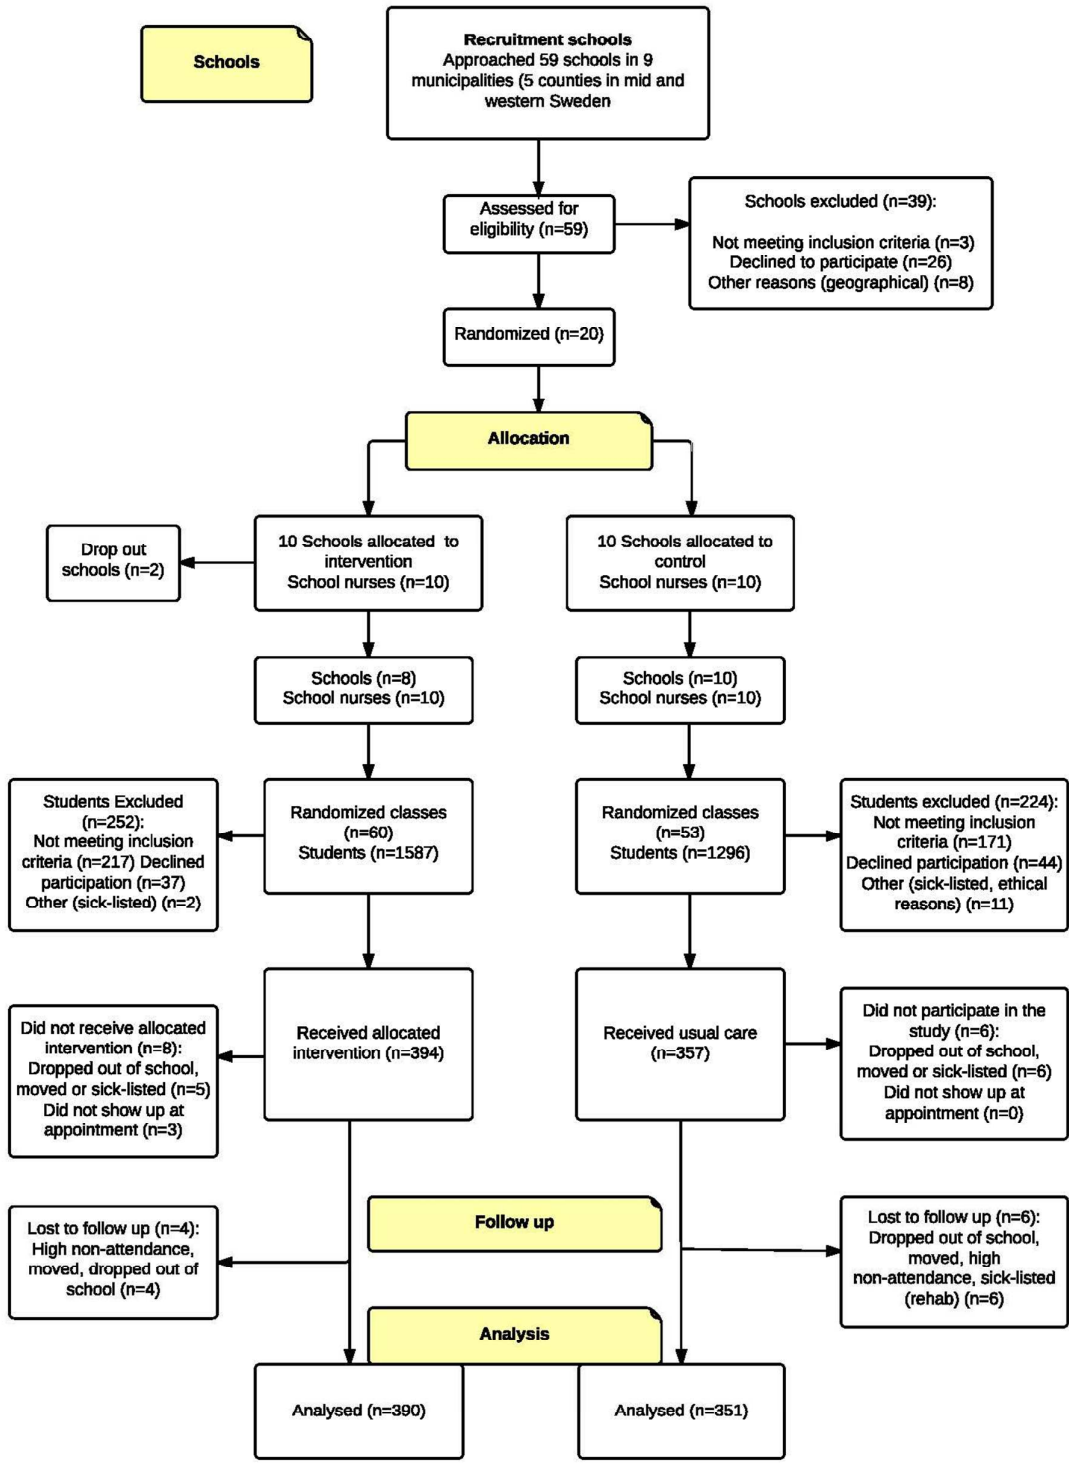 Schools
Recruitment schools
Approached 59 schools in 9
municipalities (5 counties in mid and
western Sweden
Assessed for
eligibility (n=59)
Schools excluded (n=39):
Not meeting inclusion criteria (n=3)
Declined to participate (n=26)
Other reasons (geographical) (n=8)
Randomized (n=20)
Allocation
Drop out
schools (n=2)
10 Schools allocated to
intervention
School nurses (n=10)
10 Schools allocated to
control
School nurses (n=10)
Schools (n=8)
School nurses (n=10)
Schools (n=10)
School nurses (n=10)
Students Excluded
(n=252):
Not meeting inclusion
criteria (n=217) Declined
participation (n=37)
Other (sick-listed) (n=2)
Randomized classes
(n=60)
Students (n=1587)
Randomized classes
(n=53)
Students (n=1296)
Students excluded (n=224):
Not meeting inclusion
criteria (n=171)
Declined participation (n=44)
Other (sick-listed, ethical
reasons) (n=11)
Did not receive allocated
intervention (n=8):
Dropped out of school,
moved or sick-listed (n=5)
Did not show up at
appointment (n=3)
Received allocated
intervention (n=394)
Received usual care
(n=357)
Did not participate in the
study (n=6):
Dropped out of school,
moved or sick-listed (n=6)
Did not show up at
appointment (n=0)
Lost to follow up (n=4):
High non-attendance,
moved, dropped out of
school (n=4)
Follow up
Lost to follow up (n=6):
Dropped out of school,
moved, high
non-attendance, sick-listed
(rehab) (n=6)
Analysis
Analysed (n=390)
Analysed (n=351)